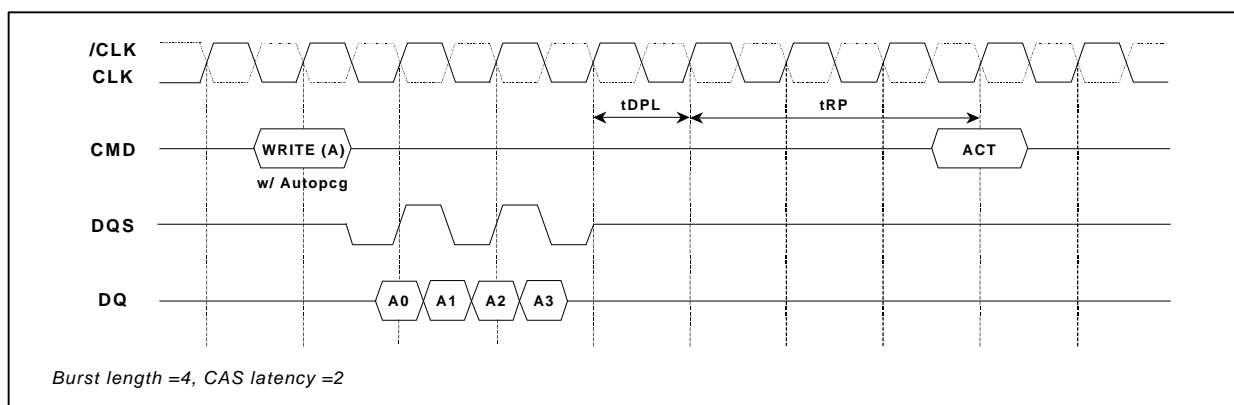 /CLK
CLK
tDPL
tRP
CMD
WRITE (A)
ACT
w/ Autopcg
DQS
DQ
A0
A1
A2
A3
Burst length =4, CAS latency =2